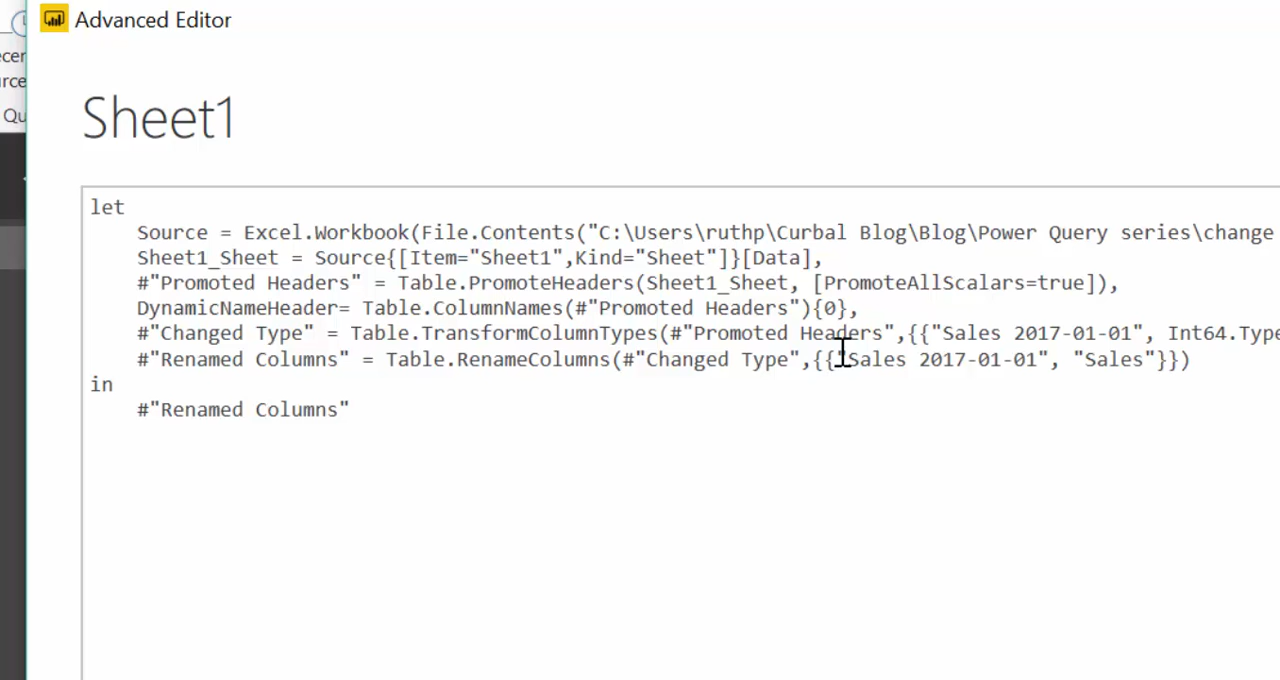 Advanced Editor
Sheet1
let
Source = Excel.Workbook(File.Contents("C:\Users\ruthp\Curbal Blog\Blog\Power Query series\change
Sheet1_Sheet = Source{[Item="Sheet1",Kind="Sheet"]}[Data],
#"Promoted Headers" = Table.PromoteHeaders(Sheet1_Sheet, [PromoteAllScalars=true]),
DynamicNameHeader= Table.ColumnNames(#"Promoted Headers"){0},
#"Changed Type" = Table.TransformColumnTypes(#"Promoted Headers",{{"Sales 2017-01-01", Int64.Type
#"Renamed Columns" = Table.RenameColumns(#"Changed Type",{{"Sales 2017-01-01", "Sales"}})
in
#"Renamed Columns"